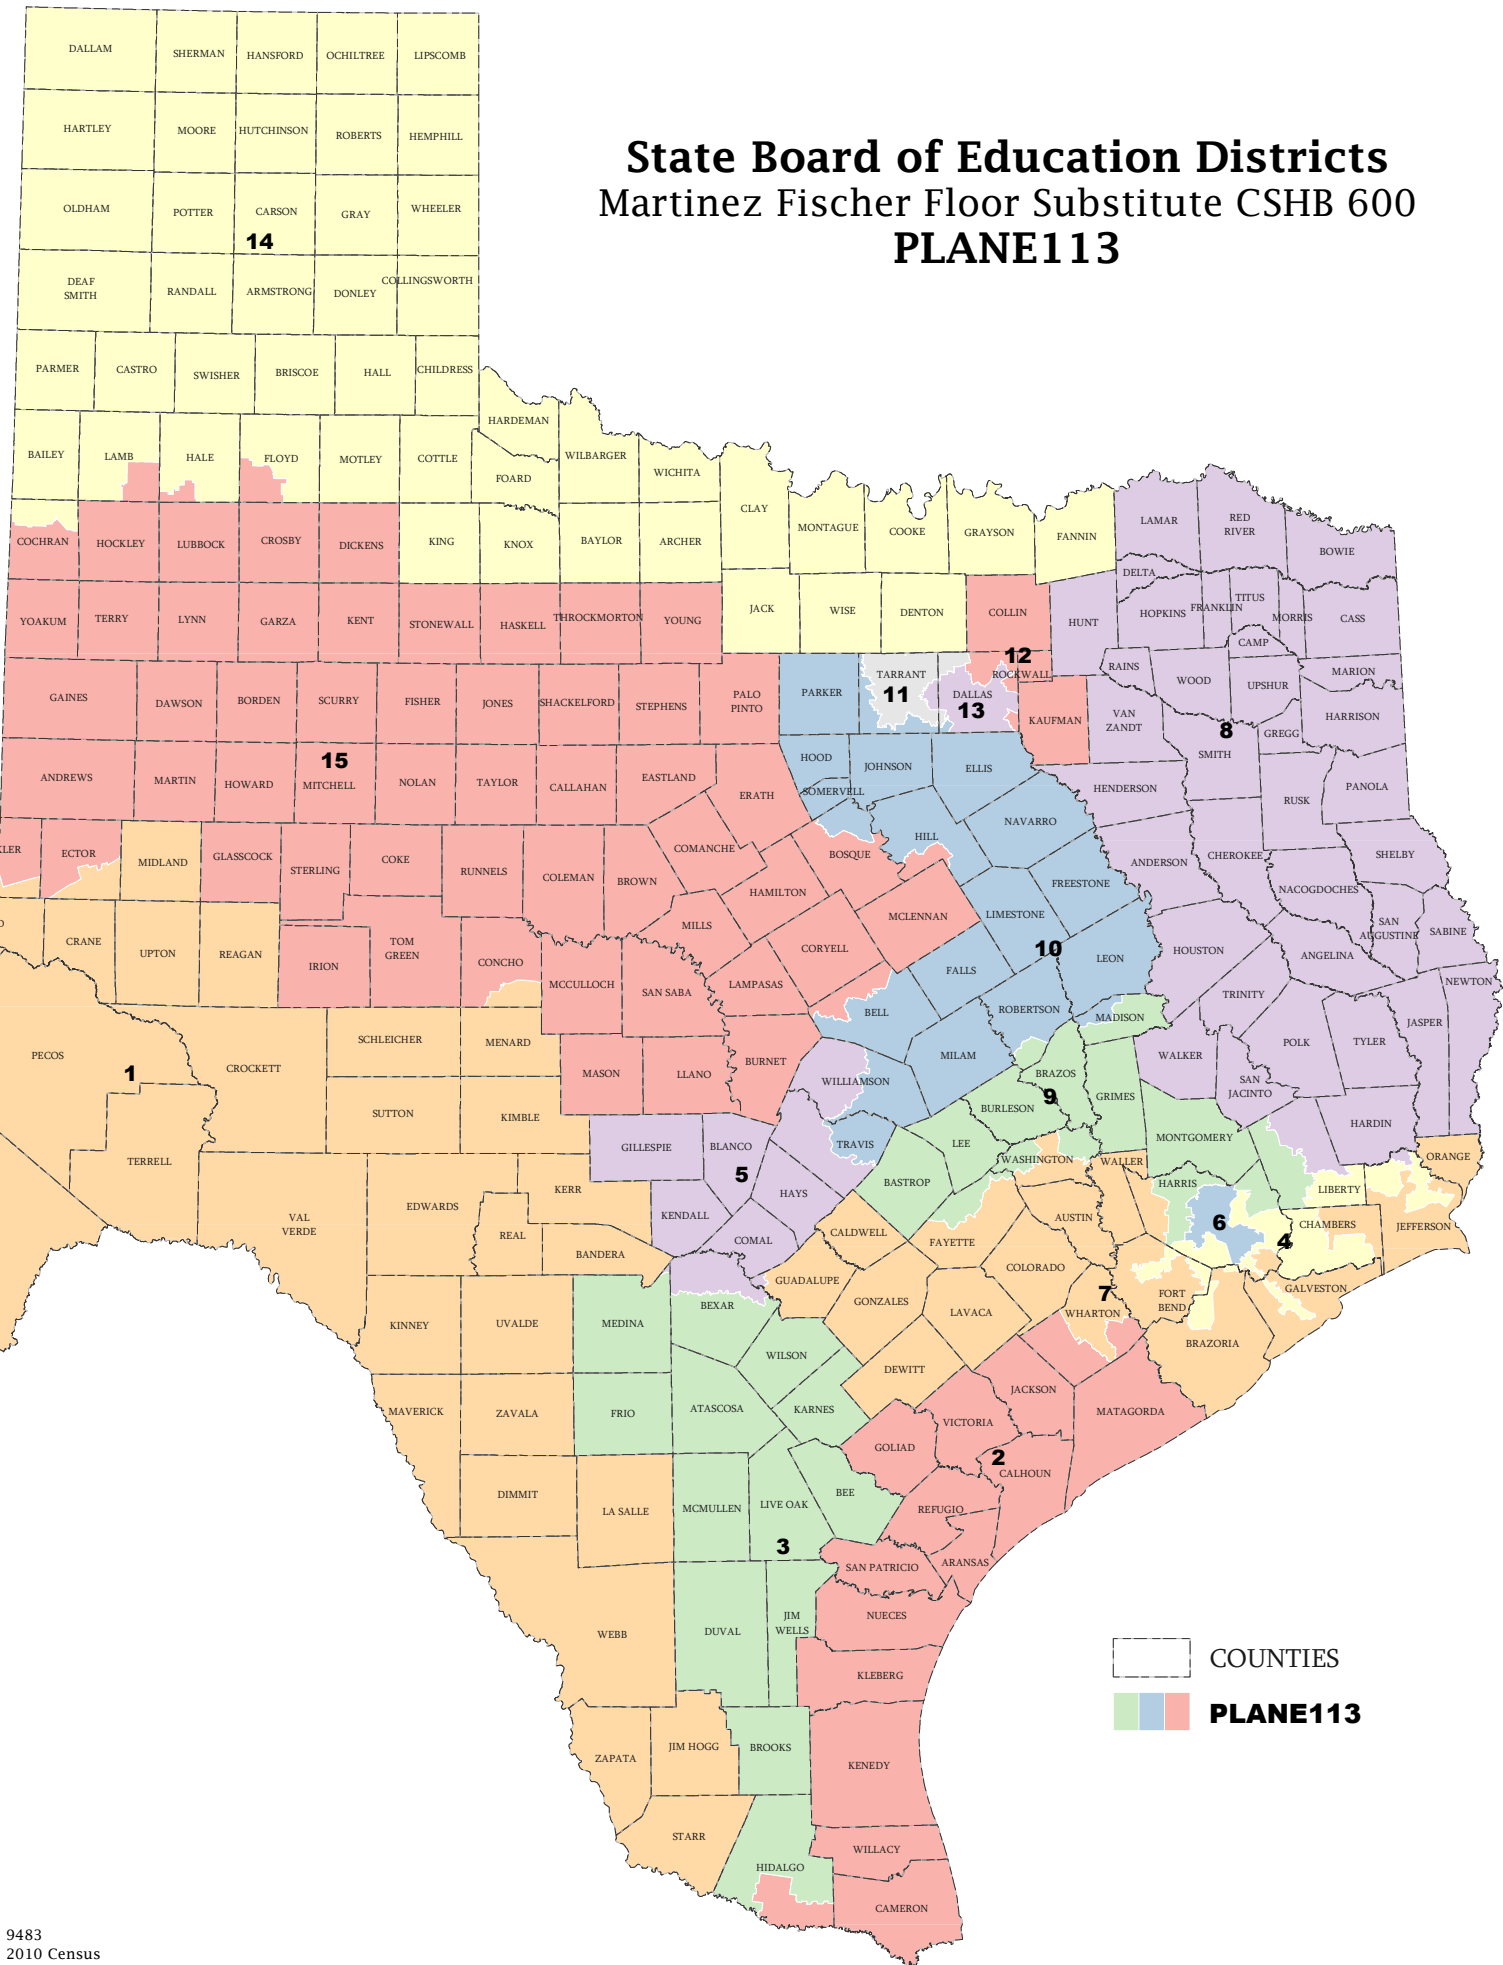 State Board of Education Districts
Martinez Fischer Floor Substitute CSHB 600
PLANE113
DALLAM
SHERMAN
HANSFORD
OCHILTREE
LIPSCOMB
HARTLEY
MOORE
HUTCHINSON
ROBERTS
HEMPHILL
OLDHAM
POTTER
CARSON
GRAY
WHEELER
14
DEAF
SMITH
RANDALL
ARMSTRONG
DONLEY
COLLINGSWORTH
PARMER
CASTRO
SWISHER
BRISCOE
HALL
CHILDRESS
HARDEMAN
BAILEY
LAMB
HALE
FLOYD
MOTLEY
COTTLE
FOARD
WILBARGER
WICHITA
CLAY
MONTAGUE
COOKE
GRAYSON
FANNIN
LAMAR
RED
RIVER
BOWIE
COCHRAN
HOCKLEY
LUBBOCK
CROSBY
DICKENS
KING
KNOX
BAYLOR
ARCHER
DELTA
HOPKINS
FRANKLIN
TITUS
MORRIS
CASS
YOAKUM
TERRY
LYNN
GARZA
KENT
STONEWALL
HASKELL
THROCKMORTON
YOUNG
JACK
WISE
DENTON
COLLIN
HUNT
CAMP
RAINS
WOOD
UPSHUR
MARION
GAINES
DAWSON
BORDEN
SCURRY
FISHER
JONES
SHACKELFORD
STEPHENS
PALO
PINTO
PARKER
TARRANT
11
DALLAS
13
12
ROCKWALL
KAUFMAN
VAN
ZANDT
8
SMITH
GREGG
HARRISON
ANDREWS
MARTIN
HOWARD
15
MITCHELL
NOLAN
TAYLOR
CALLAHAN
EASTLAND
ERATH
HOOD
SOMERVELL
JOHNSON
ELLIS
HENDERSON
RUSK
PANOLA
LER
ECTOR
MIDLAND
GLASSCOCK
STERLING
COKE
RUNNELS
COLEMAN
BROWN
COMANCHE
BOSQUE
HILL
NAVARRO
ANDERSON
CHEROKEE
SHELBY
HAMILTON
FREESTONE
NACOGDOCHES
MILLS
MCLENNAN
LIMESTONE
SAN
AUGUSTINE
SABINE
CRANE
UPTON
REAGAN
IRION
TOM
GREEN
CONCHO
MCCULLOCH
SAN SABA
LAMPASAS
CORYELL
FALLS
10
LEON
HOUSTON
ANGELINA
BELL
ROBERTSON
MADISON
TRINITY
NEWTON
PECOS
1
CROCKETT
SCHLEICHER
MENARD
MASON
LLANO
BURNET
MILAM
WALKER
POLK
TYLER
JASPER
WILLIAMSON
BRAZOS
9
GRIMES
SAN
JACINTO
SUTTON
KIMBLE
BURLESON
HARDIN
TERRELL
GILLESPIE
BLANCO
TRAVIS
LEE
MONTGOMERY
WASHINGTON
WALLER
ORANGE
5
HAYS
BASTROP
HARRIS
LIBERTY
VAL
VERDE
EDWARDS
KERR
REAL
KENDALL
COMAL
CALDWELL
FAYETTE
AUSTIN
6
4
CHAMBERS
JEFFERSON
BANDERA
GUADALUPE
COLORADO
GALVESTON
KINNEY
UVALDE
MEDINA
BEXAR
GONZALES
LAVACA
7
WHARTON
FORT
BEND
BRAZORIA
WILSON
DEWITT
MAVERICK
ZAVALA
FRIO
ATASCOSA
KARNES
JACKSON
MATAGORDA
VICTORIA
GOLIAD
2
CALHOUN
DIMMIT
LA SALLE
MCMULLEN
LIVE OAK
BEE
REFUGIO
3
SAN PATRICIO
ARANSAS
WEBB
DUVAL
JIM
WELLS
NUECES
KLEBERG
ZAPATA
JIM HOGG
BROOKS
KENEDY
STARR
HIDALGO
WILLACY
CAMERON
COUNTIES
PLANE113
9483
2010 Census